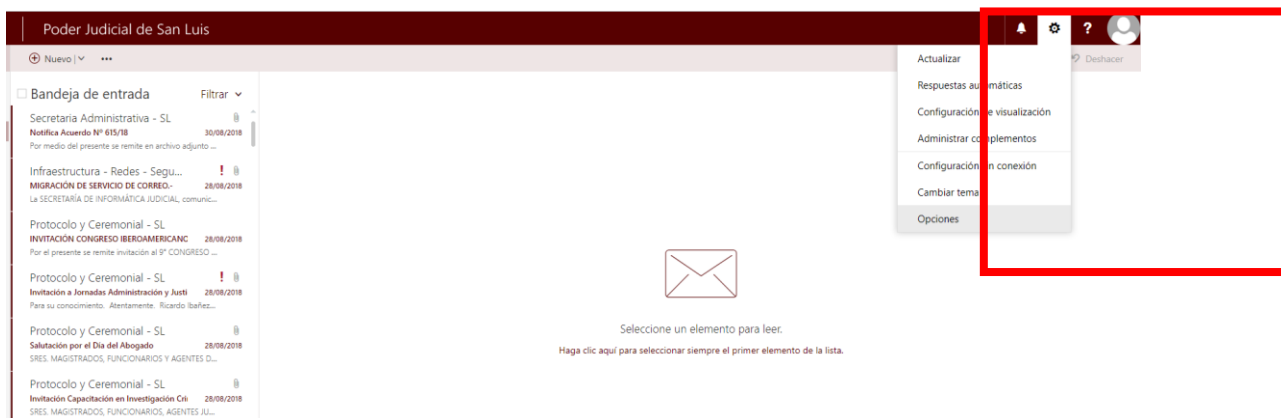 Poder Judicial de San Luis
?
Nuevo
Deshacer
Bandeja de entrada
Filtrar
Secretaria Administrativa - SL
Notifica Acuerdo Nº 615/18 30/08/2018
Por medio del presente se remite en archivo adjunto ...
Infraestructura - Redes - Segu... !
MIGRACIÓN DE SERVICIO DE CORREO.- 28/08/2018
La SECRETARÍA DE INFORMÁTICA JUDICIAL, comunic...
Protocolo y Ceremonial - SL
INVITACIÓN CONGRESO IBEROAMERICANO 28/08/2018
Por el presente se remite invitación al 9° CONGRESO ...
Protocolo y Ceremonial - SL !
Invitación a Jornadas Administración y Justi 28/08/2018
Para su conocimiento. Atentamente. Ricardo Ibañez...
Protocolo y Ceremonial - SL
Salutación por el Día del Abogado 28/08/2018
SRES. MAGISTRADOS, FUNCIONARIOS Y AGENTES D...
Protocolo y Ceremonial - SL
Invitación Capacitación en Investigación Cri 28/08/2018
SRES. MAGISTRADOS, FUNCIONARIOS, AGENTES JU...
Seleccione un elemento para leer.
Haga clic aquí para seleccionar siempre el primer elemento de la lista.
Actualizar
Respuestas automáticas
Configuración de visualización
Administrar complementos
Configuración sin conexión
Cambiar tema
Opciones